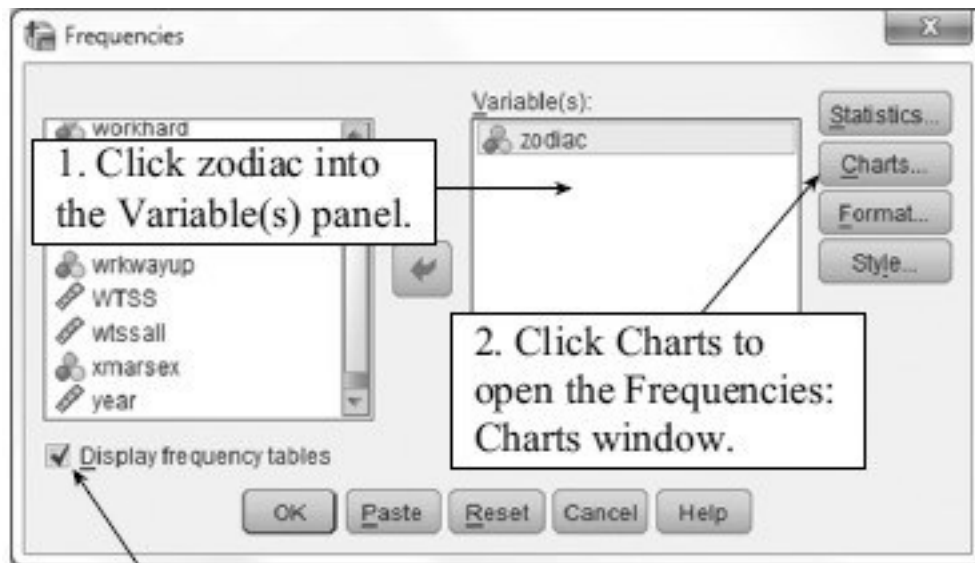 Frequencies
Variable(s):
workhard
zodiac
Statistics...
1. Click zodiac into
the Variable(s) panel.
Charts...
Format...
wrkwayup
Style...
WTSS
wtssall
xmarsex
year
2. Click Charts to
open the Frequencies:
Charts window.
Display frequency tables
OK
Paste
Reset
Cancel
Help